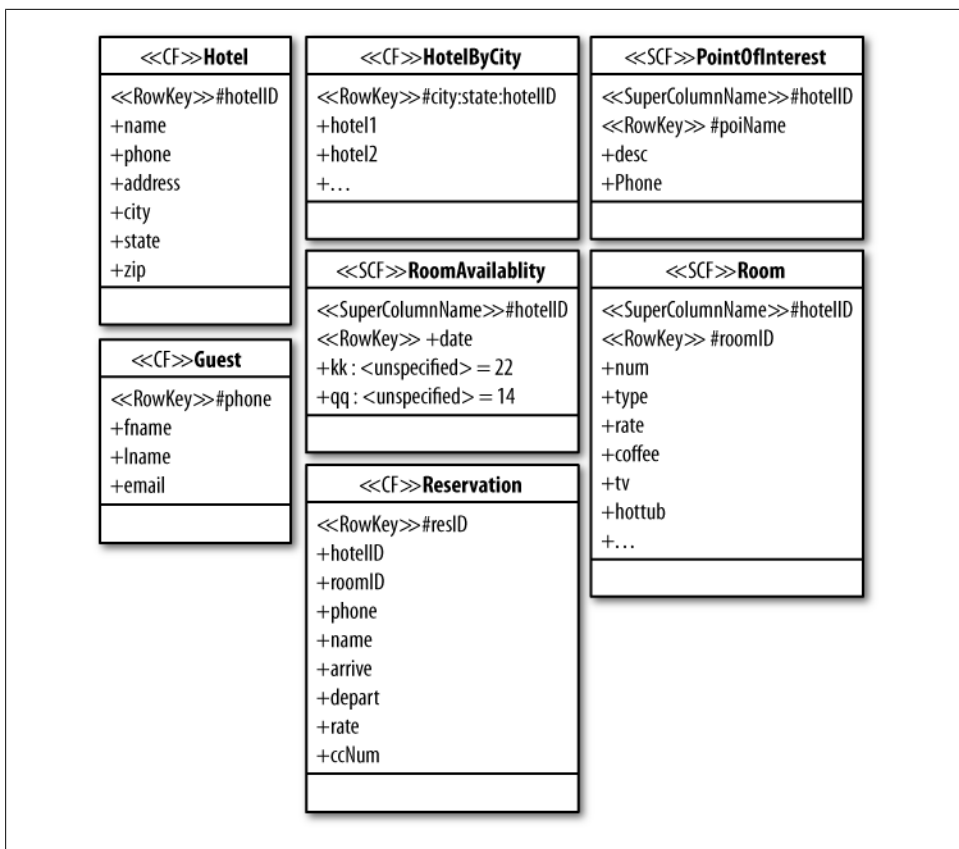 ≪CF≫Hotel
≪RowKey≫#hotelID
+name
+phone
+address
+city
+state
+zip
≪CF≫Guest
≪RowKey≫#phone
+fname
+lname
+email
≪CF≫HotelByCity
≪RowKey≫#city:state:hotelID
+hotel1
+hotel2
+...
≪SCF≫RoomAvailablity
≪SuperColumnName≫#hotelID
≪RowKey≫ +date
+kk : <unspecified> = 22
+qq : <unspecified> = 14
≪CF≫Reservation
≪RowKey≫#resID
+hotelID
+roomID
+phone
+name
+arrive
+depart
+rate
+ccNum
≪SCF≫PointOfInterest
≪SuperColumnName≫#hotelID
≪RowKey≫ #poiName
+desc
+Phone
≪SCF≫Room
≪SuperColumnName≫#hotelID
≪RowKey≫ #roomID
+num
+type
+rate
+coffee
+tv
+hottub
+...